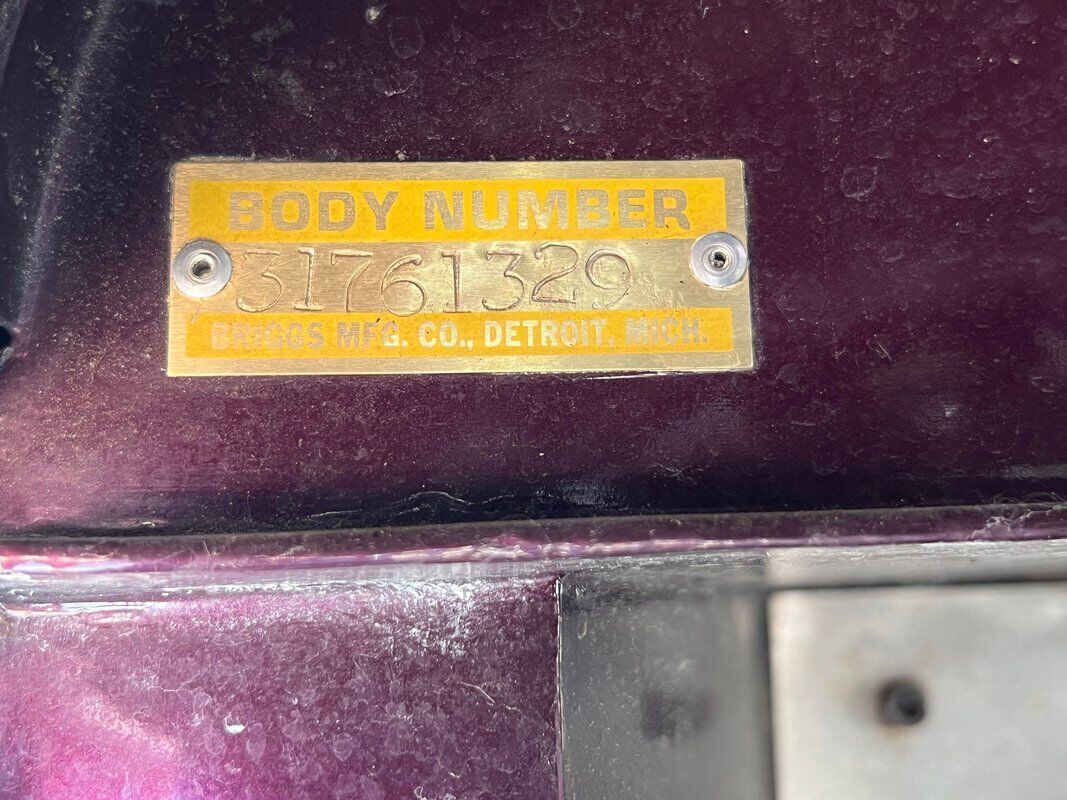 BODY NUMBER
31761329
BRIGGS MFG. CO., DETROIT, MICH.